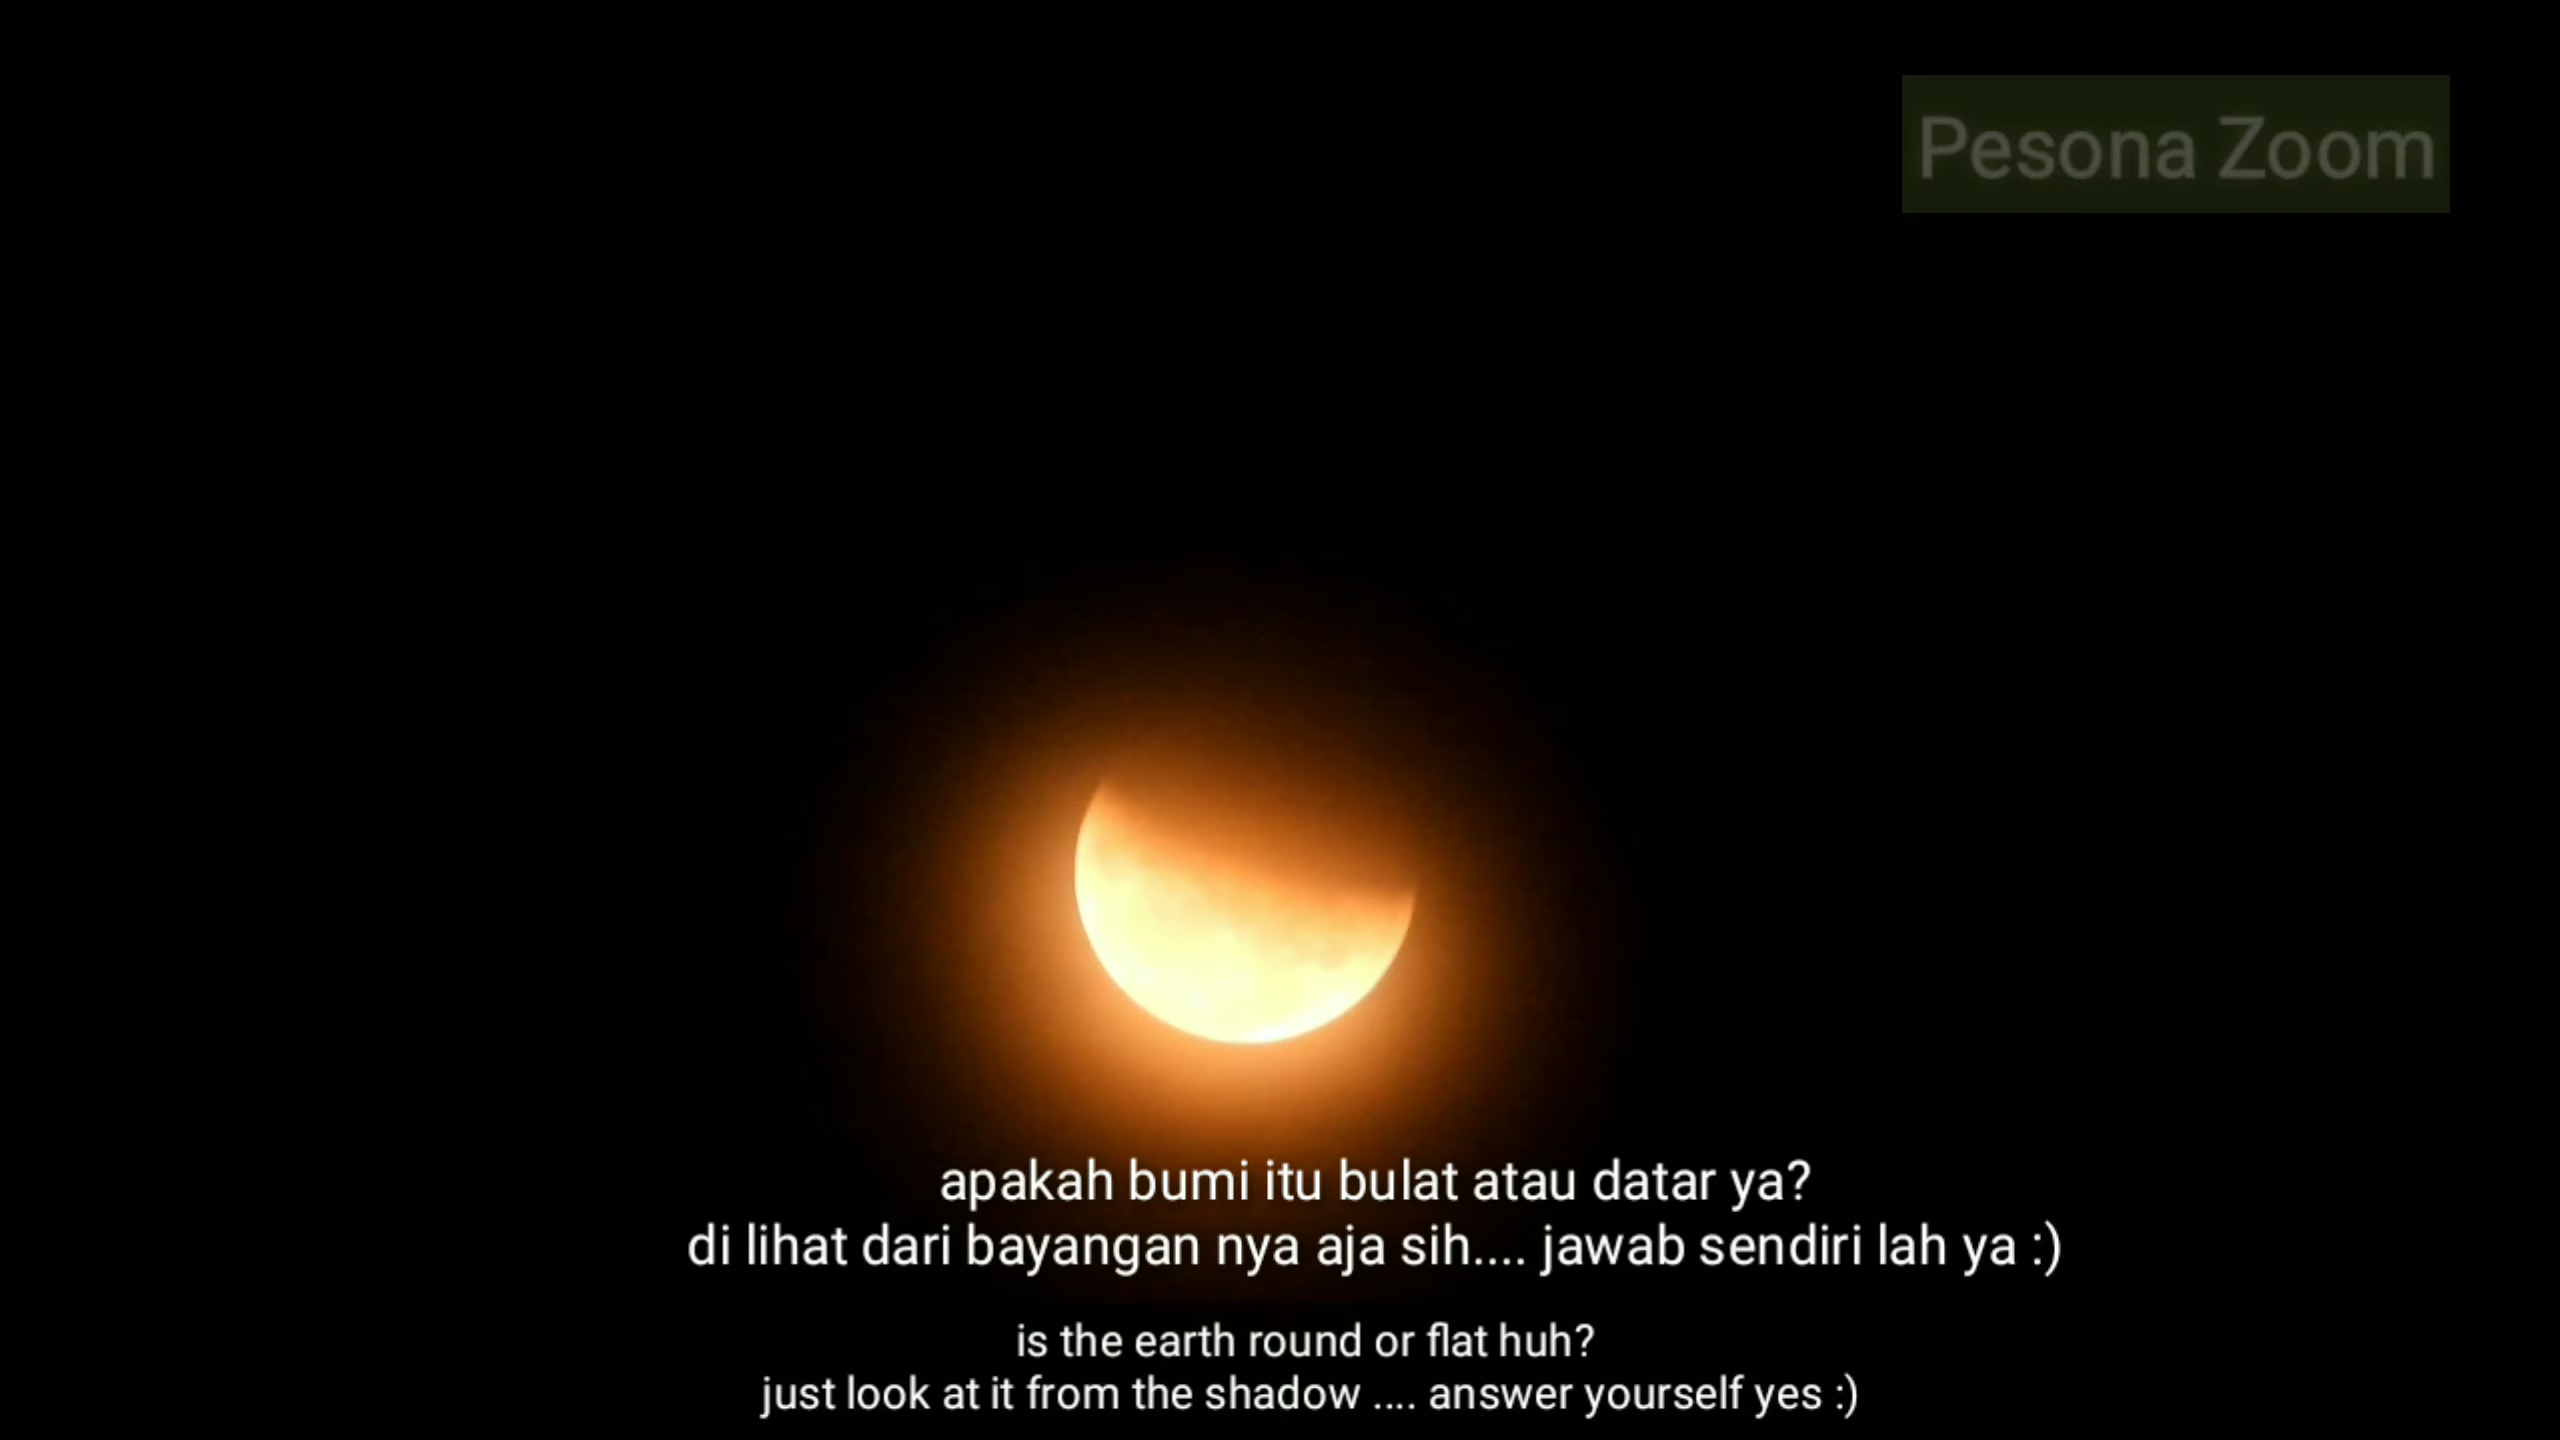 Pesona Zoom
apakah bumi itu bulat atau datar ya?
di lihat dari bayangan nya aja sih.... jawab sendiri lah ya :)
is the earth round or flat huh?
just look at it from the shadow .... answer yourself yes :)